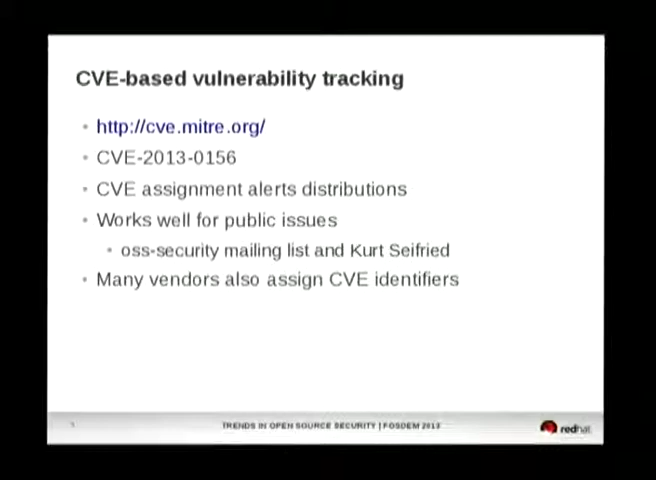 CVE-based vulnerability tracking
http://cve.mitre.org/
CVE-2013-0156
CVE assignment alerts distributions
Works well for public issues
oss-security mailing list and Kurt Seifried
Many vendors also assign CVE identifiers
TRENDS IN OPEN SOURCE SECURITY | FOSDEM 2013
redhat